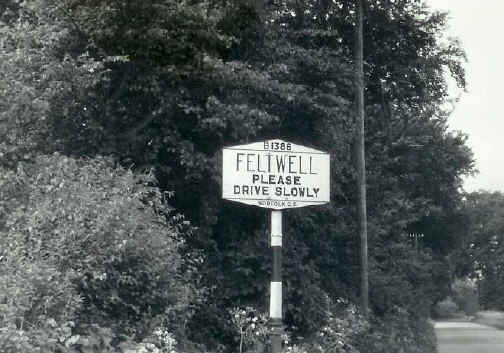 B1386
FELTWELL
PLEASE
DRIVE SLOWLY
NORFOLK C.C.